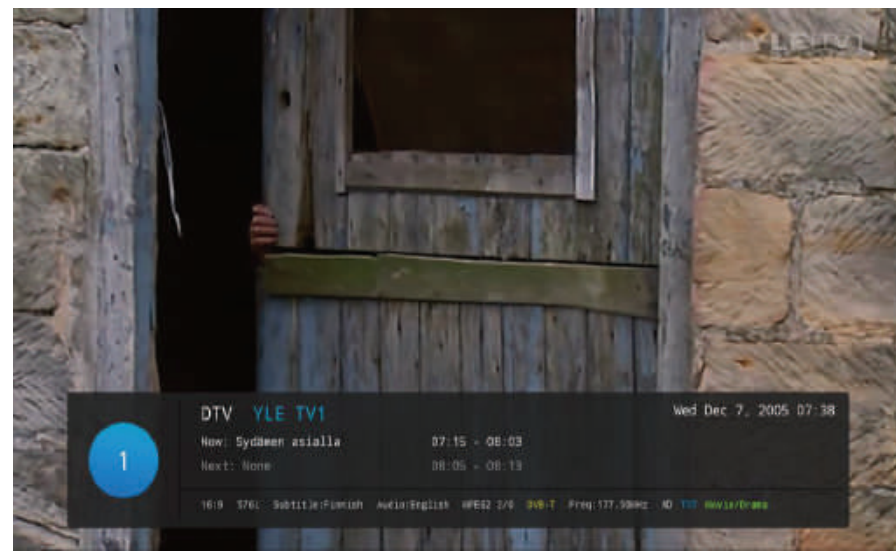 YLE TV1
DTV YLE TV1 Wed Dec 7, 2005 07:38
1
Now: Sydämen asialla 07:15 - 08:03
Next: None 08:05 - 08:13
16:9 576i Subtitle:Finnish Audio:English MPEG2 2/0 DVB-T Freq:177.50MHz AD TXT Movie/Drama